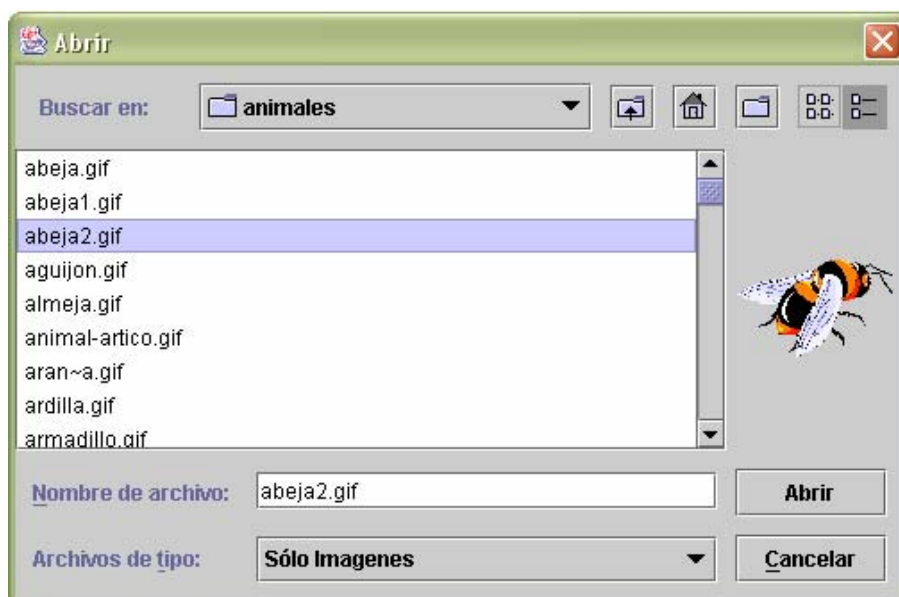 Abrir
Buscar en: animales
abeja.gif
abeja1.gif
abeja2.gif
aguijon.gif
almeja.gif
animal-artico.gif
aran~a.gif
ardilla.gif
armadillo.gif
Nombre de archivo: abeja2.gif Abrir
Archivos de tipo: Sólo Imagenes Cancelar